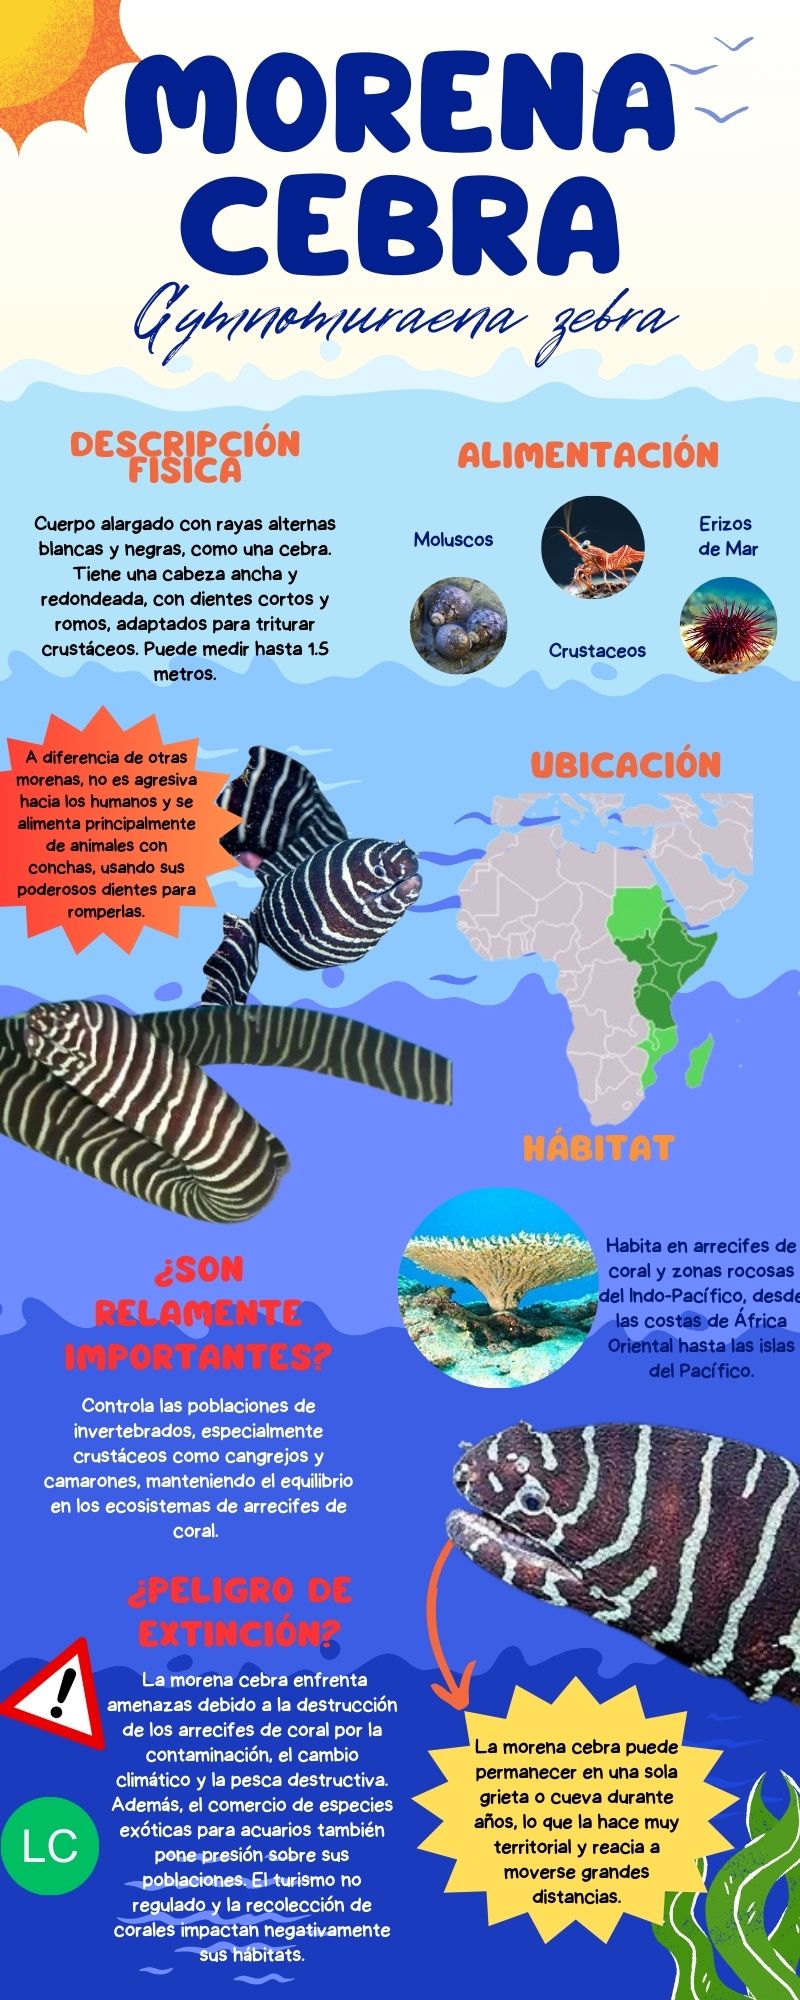 MORENA
CEBRA
Gymnomuraena zebra
DESCRIPCIÓN
FÍSICA
Cuerpo alargado con rayas alternas
blancas y negras, como una cebra.
Tiene una cabeza ancha y
redondeada, con dientes cortos y
romos, adaptados para triturar
crustáceos. Puede medir hasta 1.5
metros.
ALIMENTACIÓN
Moluscos
Crustaceos
Erizos
de Mar
A diferencia de otras
morenas, no es agresiva
hacia los humanos y se
alimenta principalmente
de animales con
conchas, usando sus
poderosos dientes para
romperlas.
UBICACIÓN
HÁBITAT
Habita en arrecifes de
coral y zonas rocosas
del Indo-Pacífico, desde
las costas de África
Oriental hasta las islas
del Pacífico.
¿SON
RELAMENTE
IMPORTANTES?
Controla las poblaciones de
invertebrados, especialmente
crustáceos como cangrejos y
camarones, manteniendo el equilibrio
en los ecosistemas de arrecifes de
coral.
¿PELIGRO DE
EXTINCIÓN?
!
La morena cebra enfrenta
amenazas debido a la destrucción
de los arrecifes de coral por la
contaminación, el cambio
climático y la pesca destructiva.
Además, el comercio de especies
exóticas para acuarios también
pone presión sobre sus
poblaciones. El turismo no
regulado y la recolección de
corales impactan negativamente
sus hábitats.
LC
La morena cebra puede
permanecer en una sola
grieta o cueva durante
años, lo que la hace muy
territorial y reacia a
moverse grandes
distancias.